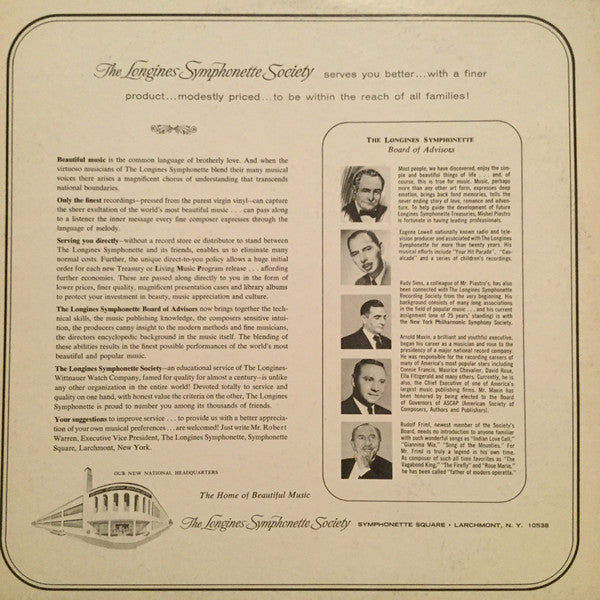 The Longines Symphonette Society serves you better...with a finer
product...modestly priced...to be within the reach of all families!
Beautiful music is the common language of brotherly love. And when the
virtuoso musicians of The Longines Symphonette blend their many musical
voices there arises a magnificent chorus of understanding that transcends
national boundaries.
Only the finest recordings—pressed from the purest virgin vinyl—can capture
the sheer exultation of the world's most beautiful music . . . can pass along
to a listener the inner message every fine composer expresses through the
language of melody.
Serving you directly—without a record store or distributor to stand between
The Longines Symphonette and its friends, enables us to eliminate many
normal costs. Further, the unique direct-to-you policy allows a huge initial
order for each new Treasury or Living Music Program release . . . affording
further economies. These are passed along directly to you in the form of
lower prices, finer quality, magnificent presentation cases and library albums
to protect your investment in beauty, music appreciation and culture.
The Longines Symphonette Board of Advisors now brings together the tech-
nical skills, the music publishing knowledge, the composers sensitive intui-
tion, the producers canny insight to the modern methods and fine musicians,
the directors encyclopedic background in the music itself. The blending of
these abilities results in the finest possible performances of the world's most
beautiful and popular music.
The Longines Symphonette Society—an educational service of The Longines-
Wittnauer Watch Company, famed for quality for almost a century—is unlike
any other organization in the entire world! Devoted totally to service and
quality on one hand, with honest value the criteria on the other, The Longines
Symphonette is proud to number you among its thousands of friends.
Your suggestions to improve service . . . to provide us with a better apprecia-
tion of your own musical preferences . . . are welcomed! Just write Mr. Robert
Warren, Executive Vice President, The Longines Symphonette, Symphonette
Square, Larchmont, New York.
THE LONGINES SYMPHONETTE
Board of Advisors
Most people, we have discovered, enjoy the sim-
ple and beautiful things of life . . . and, of
course, this is true for music. Music, perhaps
more than any other art form, expresses deep
emotion, brings back fond memories, tells the
never ending story of love, romance and adven-
ture. To help guide the development of future
Longines Symphonette Treasuries, Mishel Piastro
is fortunate in having leading professionals.
Eugene Lowell nationally known radio and tele-
vision producer and associated with The Longines
Symphonette for more than twenty years. His
musical efforts include "Your Hit Parade", "Cav-
alcade" and a series of children's recordings.
Rudy Sims, a colleague of Mr. Piastro's, has also
been connected with The Longines Symphonette
Recording Society from the very beginning. His
background consists of many long associations
in the field of popular music . . . and his current
assignment (one of 25 years' standing) is with
the New York Philharmonic Symphony Society.
Arnold Maxin, a brilliant and youthful executive,
began his career as a musician and rose to the
presidency of a major national record company.
He was responsible for the recording careers of
many of America's most popular stars including
Connie Francis, Maurice Chevalier, David Rose,
Ella Fitzgerald and many others. Currently, he is
also, the Chief Executive of one of America's
largest music publishing firms. Mr. Maxin has
been honored by being elected to the Board
of Governors of ASCAP (American Society of
Composers, Authors and Publishers).
Rudolf Friml, newest member of the Society's
Board, needs no introduction to anyone familiar
with such wonderful songs as "Indian Love Call,"
"Giannina Mia," "Song of the Mounties." For
Mr. Friml is truly a legend in his own time.
As composer of such all time favorites as "The
Vagabond King," "The Firefly" and "Rose Marie,"
he has been called "father of modern operetta."
OUR NEW NATIONAL HEADQUARTERS
The Home of Beautiful Music
The Longines Symphonette Society SYMPHONETTE SQUARE • LARCHMONT, N. Y. 10538